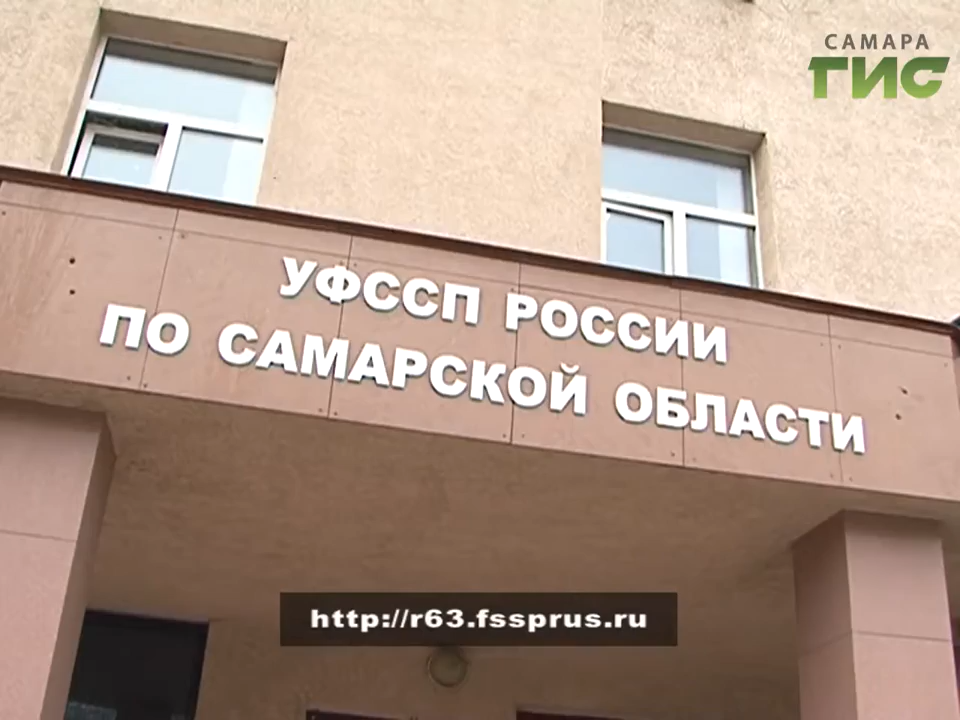 САМАРА
ГИС
УФССП РОССИИ
ПО САМАРСКОЙ ОБЛАСТИ
http://r63.fssprus.ru